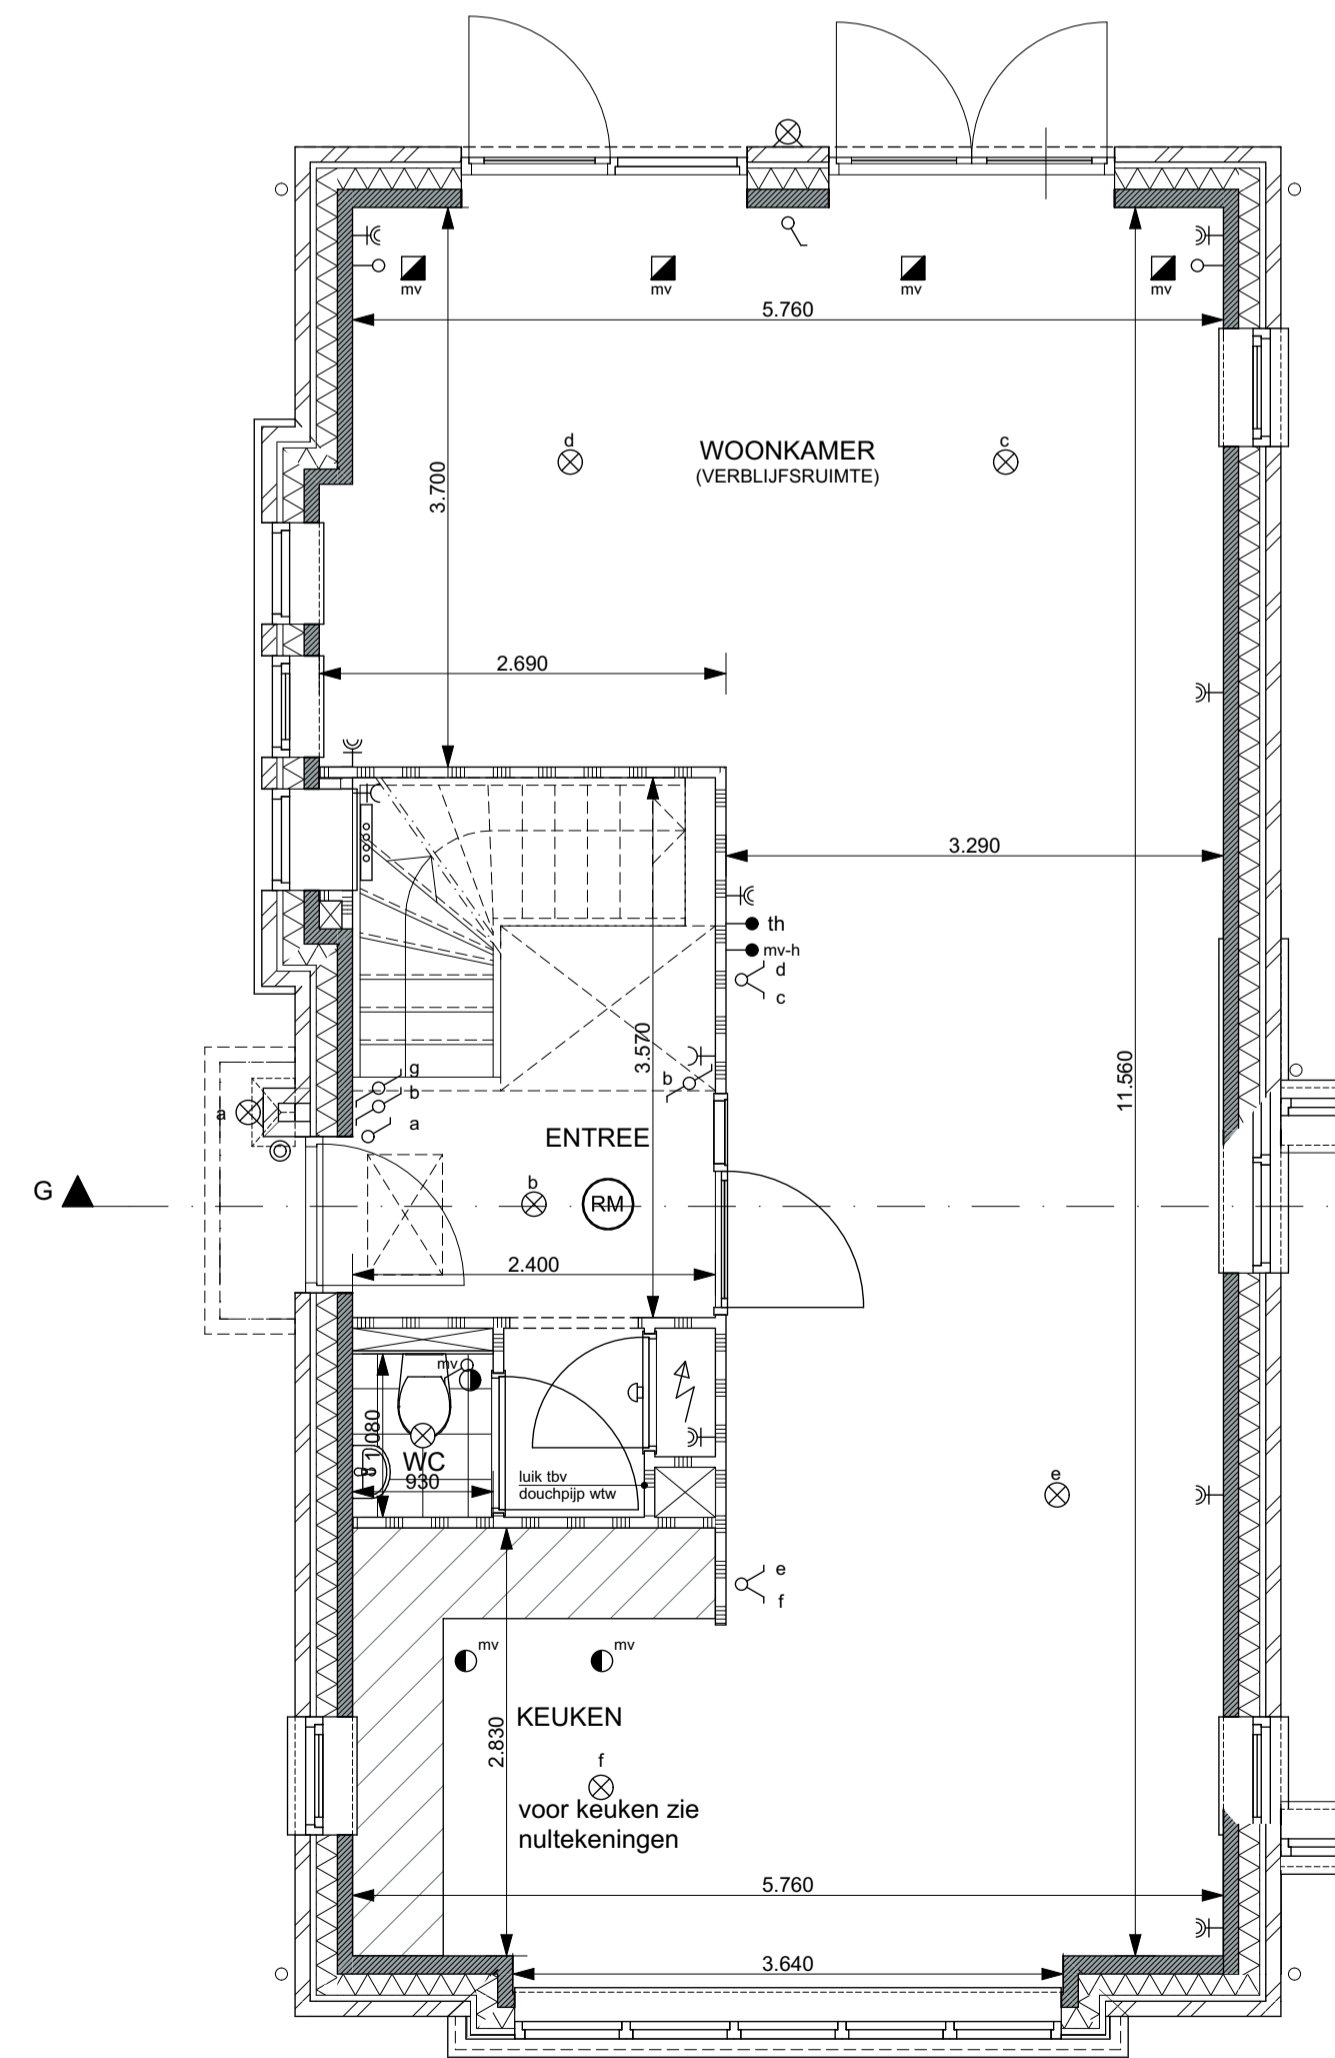 mv
mv
mv
mv
5.760
d
WOONKAMER
c
(VERBLIJFSRUIMTE)
3.700
2.690
3.290
th
mv-h
d
c
3.570
11.560
g
b
b
a
a
ENTREE
G
b
RM
2.400
mv
1.080
WC
930
luik tbv
douchpijp wtw
e
e
f
mv
mv
KEUKEN
2.830
f
voor keuken zie
nultekeningen
5.760
3.640